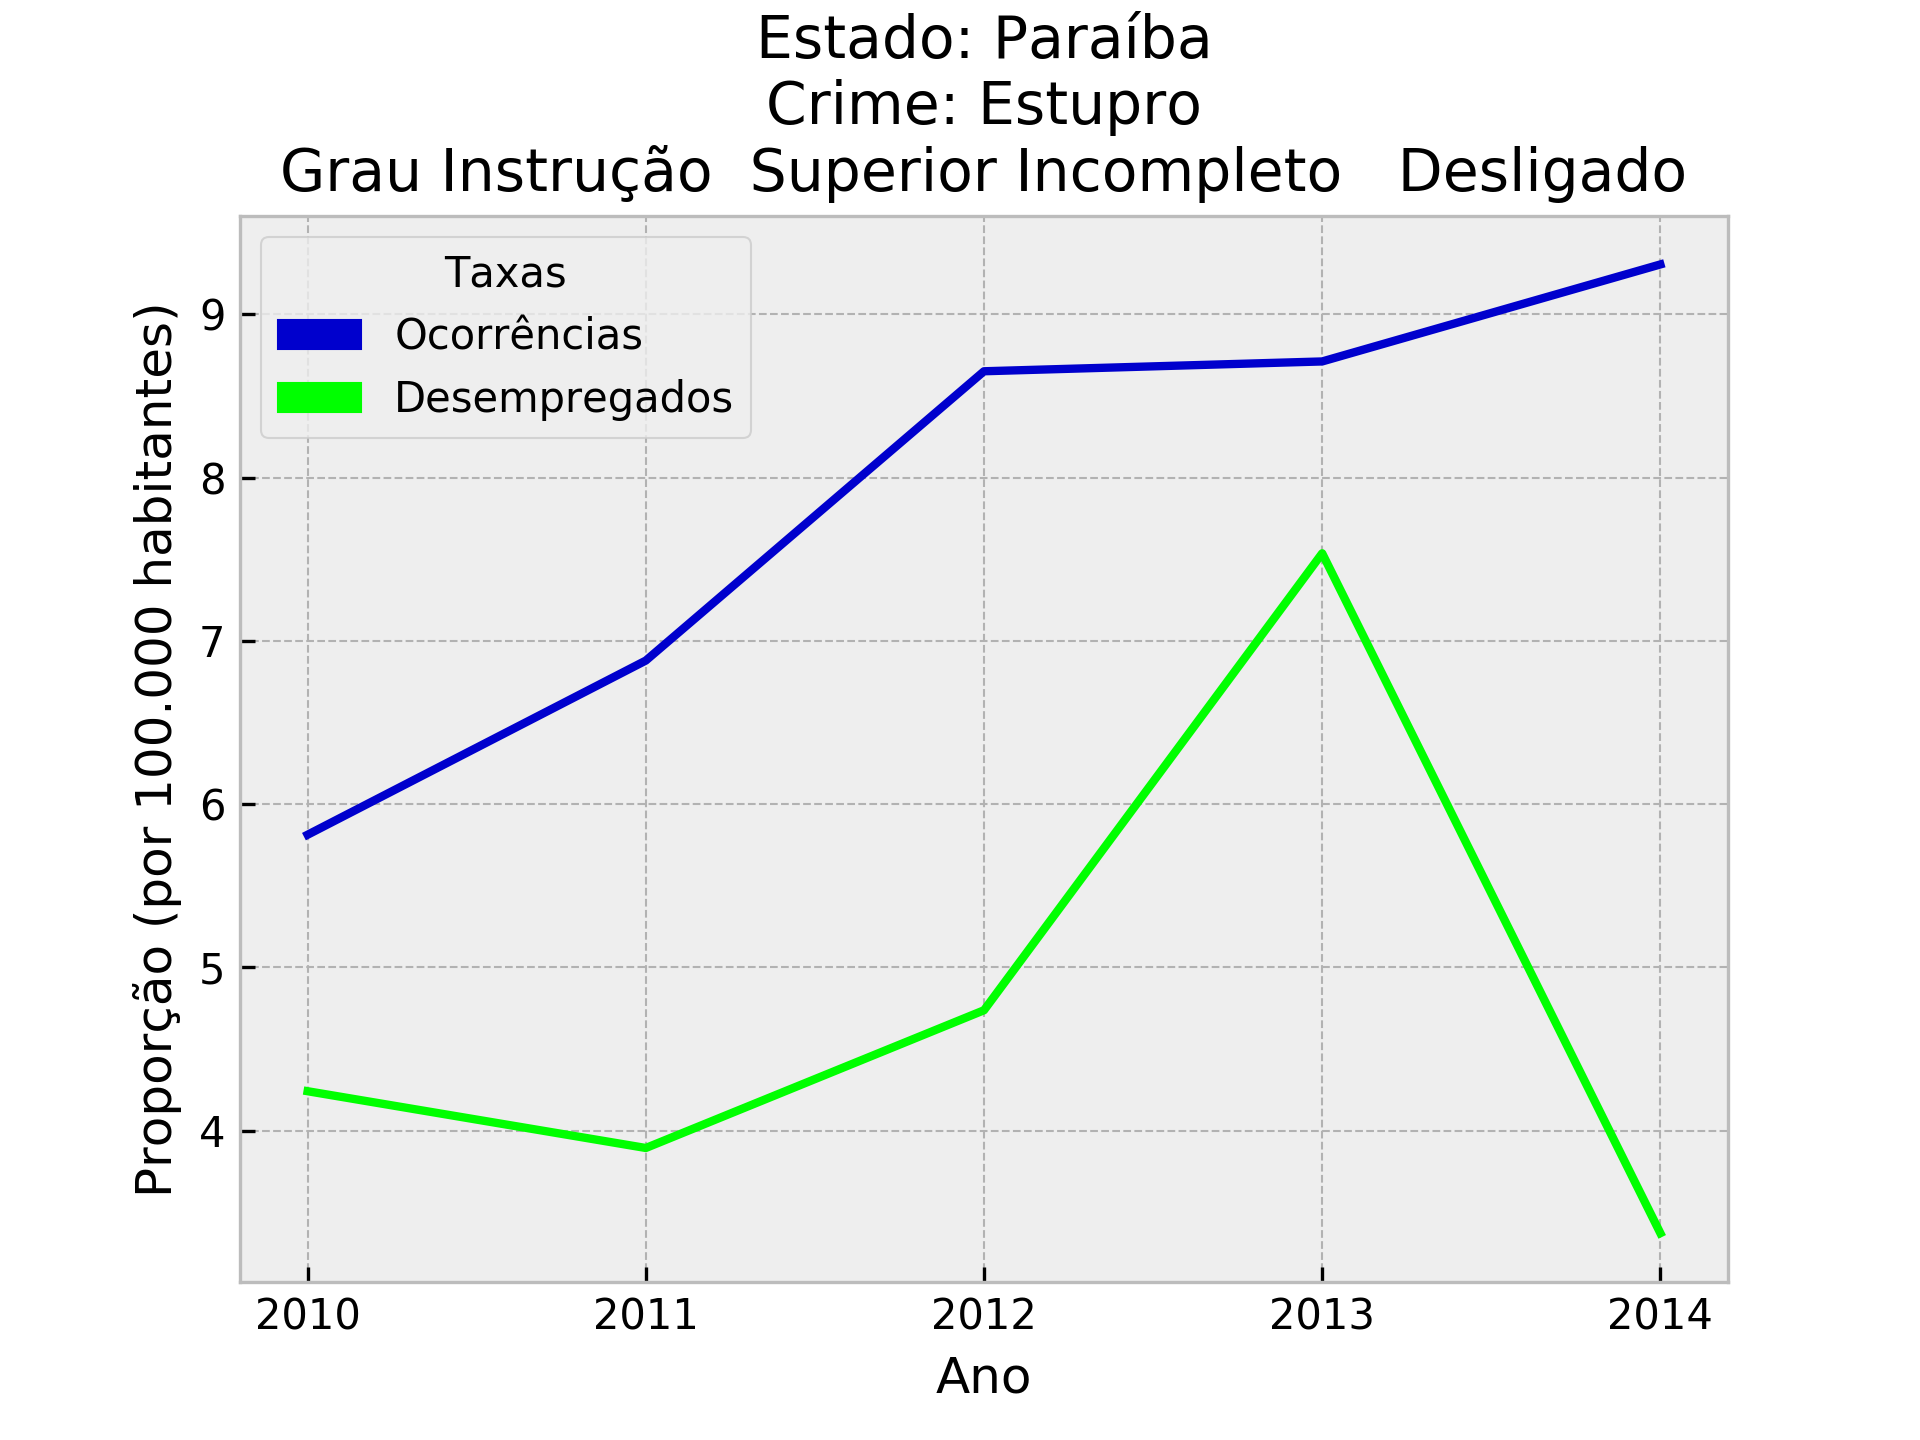 Estado: Paraíba
Crime: Estupro
Grau Instrução  Superior Incompleto   Desligado
Taxas
Ocorrências
Desempregados
Proporção (por 100.000 habitantes)
9
8
7
6
5
4
2010
2011
2012
2013
2014
Ano